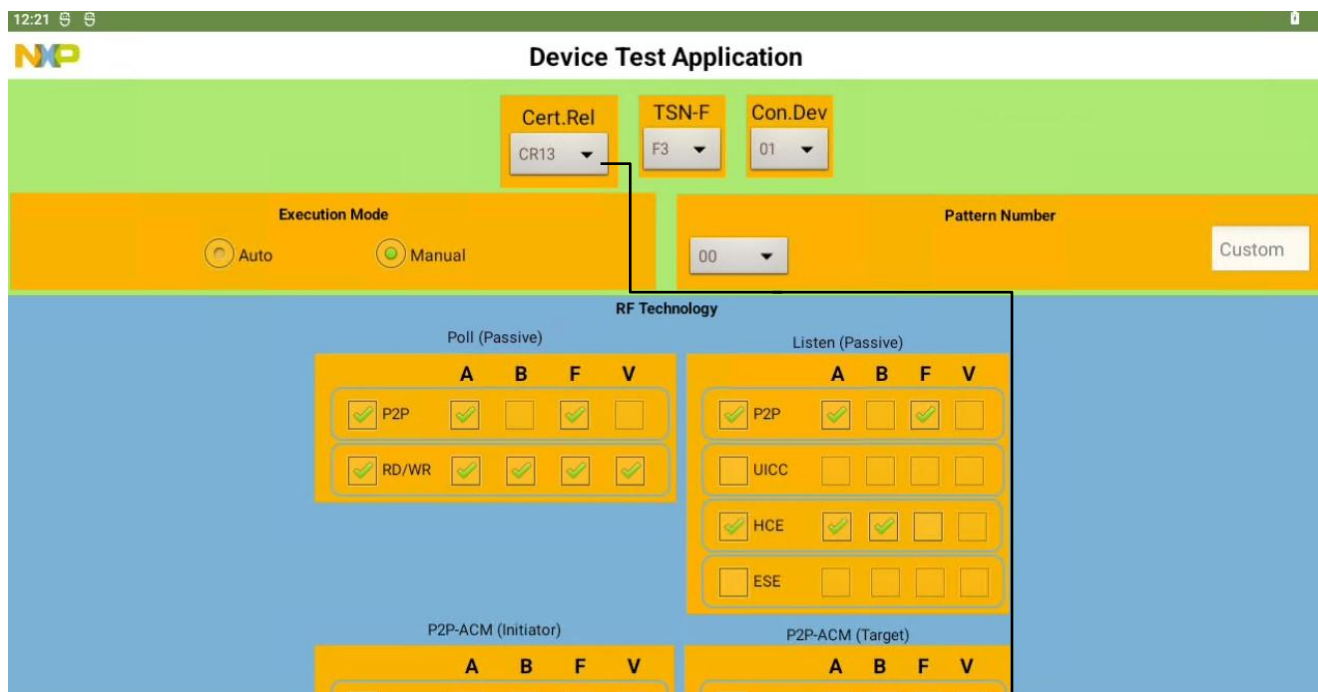 12:21
NXP
Device Test Application
Cert.Rel TSN-F Con.Dev
CR13 F3 01
Execution Mode
Auto Manual
Pattern Number
00 Custom
RF Technology
Poll (Passive)
A B F V
P2P
RD/WR
Listen (Passive)
A B F V
P2P
UICC
HCE
ESE
P2P-ACM (Initiator)
A B F V
P2P-ACM (Target)
A B F V